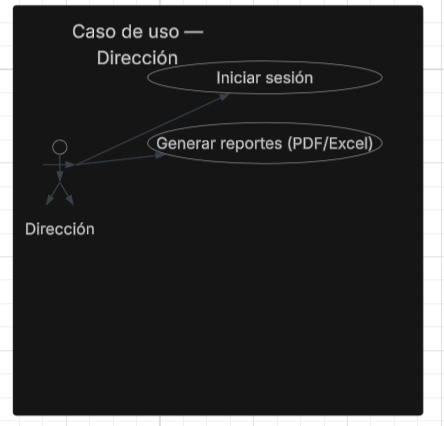 Caso de uso —
Dirección
Iniciar sesión
Generar reportes (PDF/Excel)
Dirección